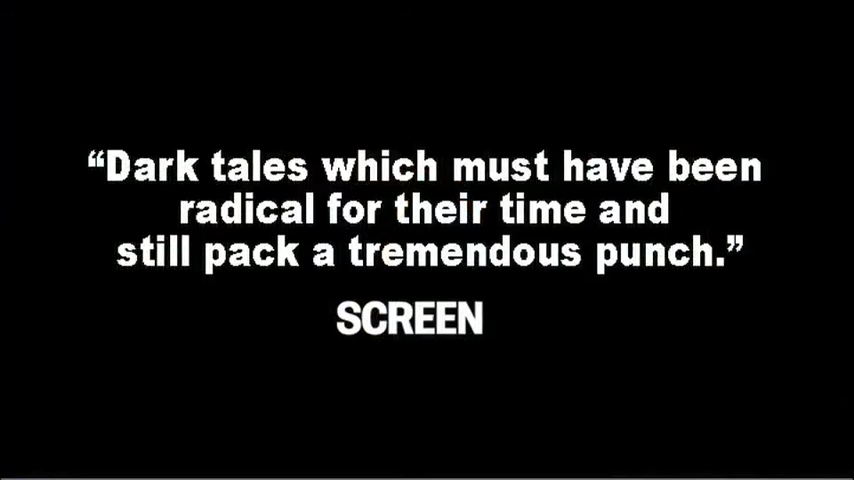 “Dark tales which must have been
radical for their time and
still pack a tremendous punch.”
SCREEN